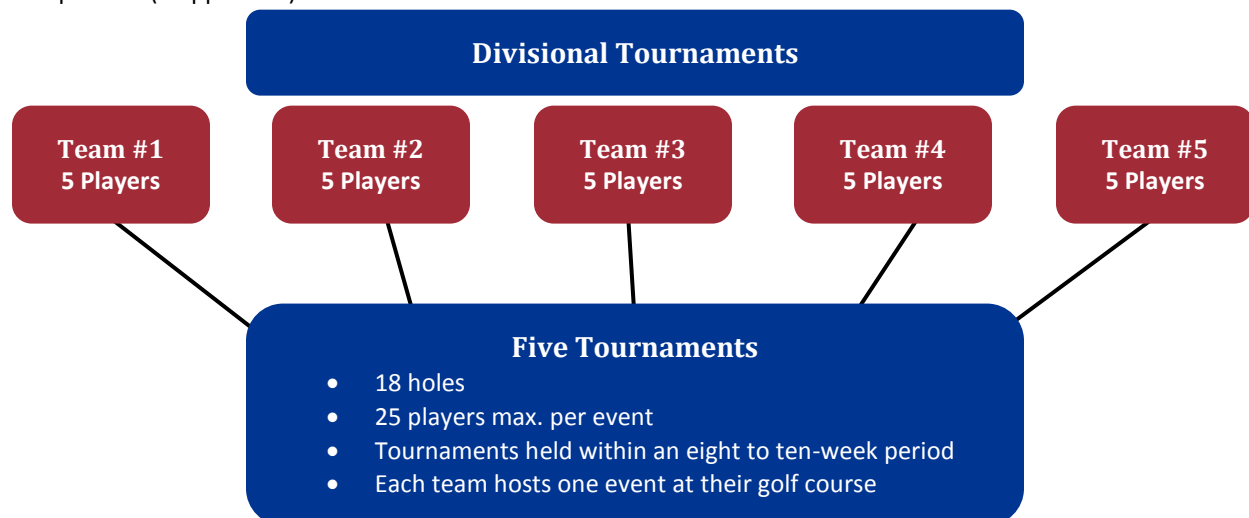 Divisional Tournaments
Team #1
5 Players
Team #2
5 Players
Team #3
5 Players
Team #4
5 Players
Team #5
5 Players
Five Tournaments
• 18 holes
• 25 players max. per event
• Tournaments held within an eight to ten-week period
• Each team hosts one event at their golf course